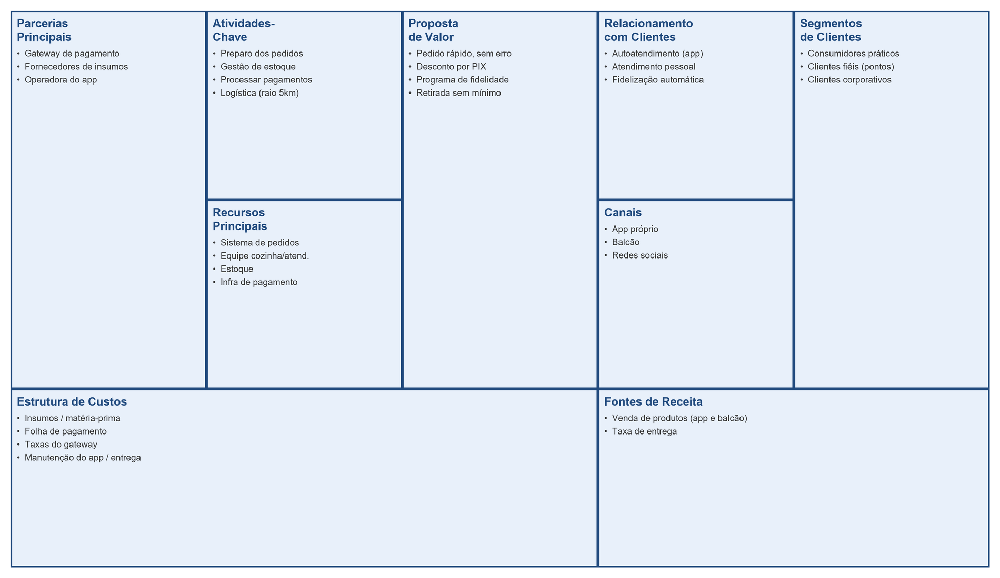 Parcerias
Principais
• Gateway de pagamento
• Fornecedores de insumos
• Operadora do app
Atividades-
Chave
• Preparo dos pedidos
• Gestão de estoque
• Processar pagamentos
• Logística (raio 5km)
Recursos
Principais
• Sistema de pedidos
• Equipe cozinha/atend.
• Estoque
• Infra de pagamento
Proposta
de Valor
• Pedido rápido, sem erro
• Desconto por PIX
• Programa de fidelidade
• Retirada sem mínimo
Relacionamento
com Clientes
• Autoatendimento (app)
• Atendimento pessoal
• Fidelização automática
Canais
• App próprio
• Balcão
• Redes sociais
Segmentos
de Clientes
• Consumidores práticos
• Clientes fiéis (pontos)
• Clientes corporativos
Estrutura de Custos
• Insumos / matéria-prima
• Folha de pagamento
• Taxas do gateway
• Manutenção do app / entrega
Fontes de Receita
• Venda de produtos (app e balcão)
• Taxa de entrega